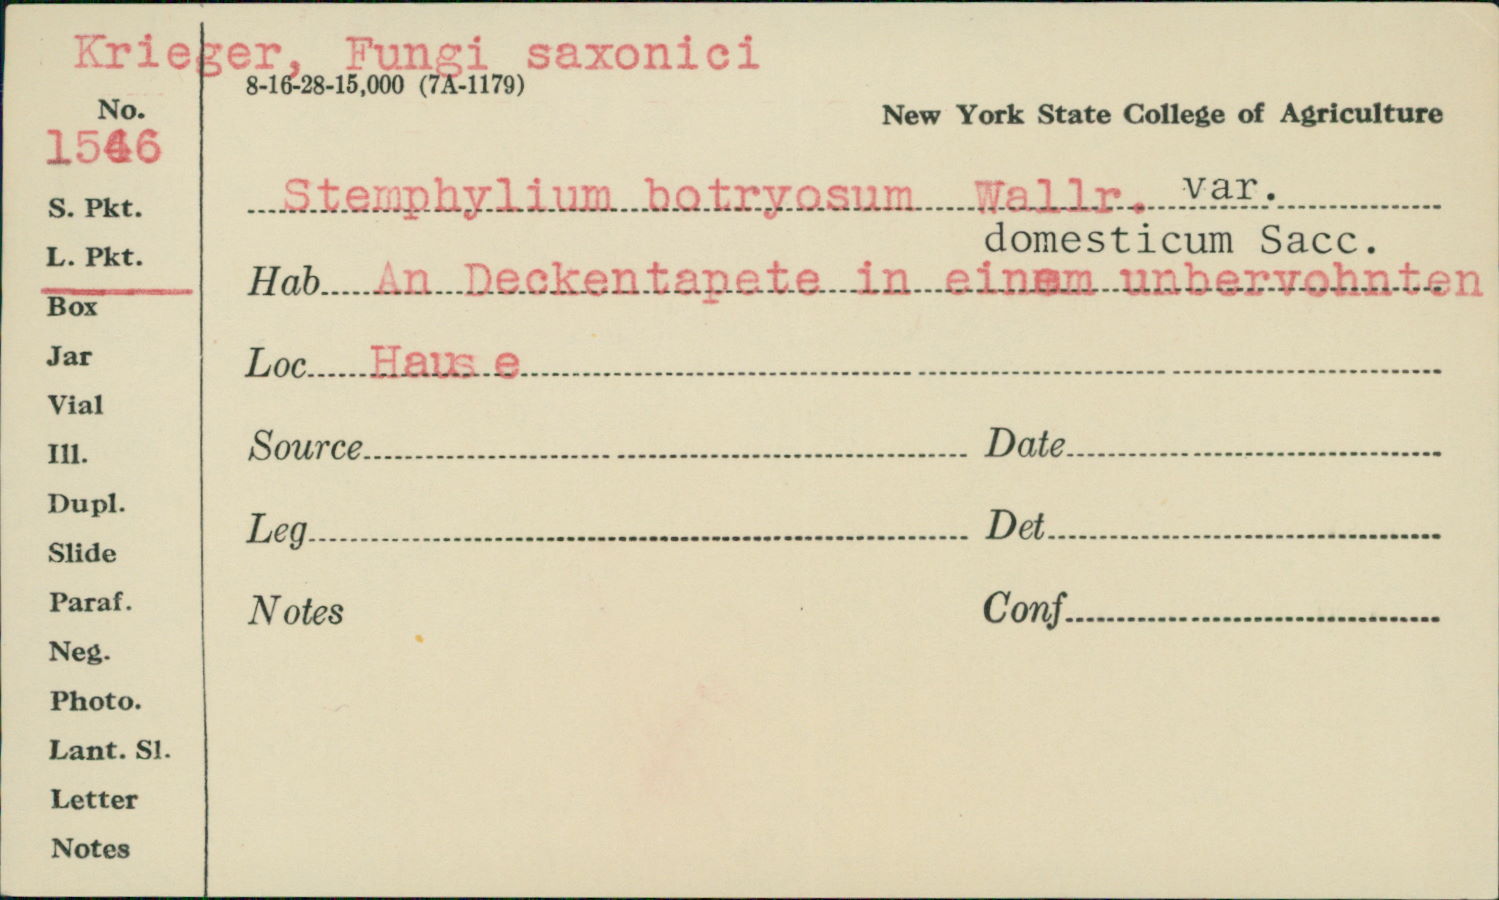 Krieger, Fungi saxonici
8-16-28-15,000 (7A-1179)
New York State College of Agriculture
No.
1546
Stemphylium botryosum Wallr. var.
domesticum Sacc.
Hab. An Deckentapete in einem unbervohnten
Loc. Hause
Source
Date
Leg.
Det.
Notes
Conf.
S. Pkt.
L. Pkt.
Box
Jar
Vial
Ill.
Dupl.
Slide
Paraf.
Neg.
Photo.
Lant. Sl.
Letter
Notes